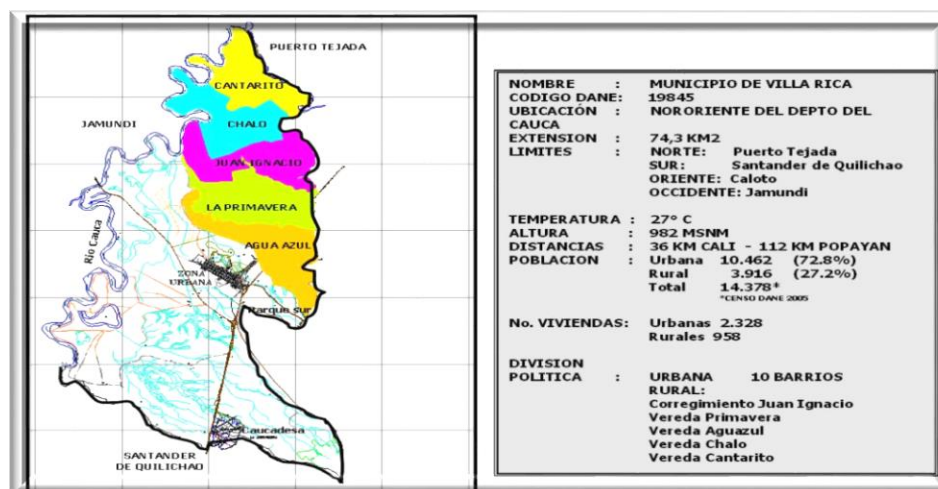 PUERTO TEJADA
CANTARITO
CHALO
JAMUNDI
JUAN IGNACIO
LA PRIMAVERA
Río Cauca
AGUA AZUL
ZONA
URBANA
Parque sur
Caucadesa
SANTANDER
DE QUILICHAO
NOMBRE : MUNICIPIO DE VILLA RICA
CODIGO DANE: 19845
UBICACIÓN : NORORIENTE DEL DEPTO DEL
CAUCA
EXTENSION : 74,3 KM2
LIMITES : NORTE: Puerto Tejada
SUR: Santander de Quilichao
ORIENTE: Caloto
OCCIDENTE: Jamundi
TEMPERATURA : 27° C
ALTURA : 982 MSNM
DISTANCIAS : 36 KM CALI - 112 KM POPAYAN
POBLACION : Urbana 10.462 (72.8%)
Rural 3.916 (27.2%)
Total 14.378*
*CENSO DANE 2005
No. VIVIENDAS: Urbanas 2.328
Rurales 958
DIVISION
POLITICA : URBANA 10 BARRIOS
RURAL:
Corregimiento Juan Ignacio
Vereda Primavera
Vereda Aguazul
Vereda Chalo
Vereda Cantarito